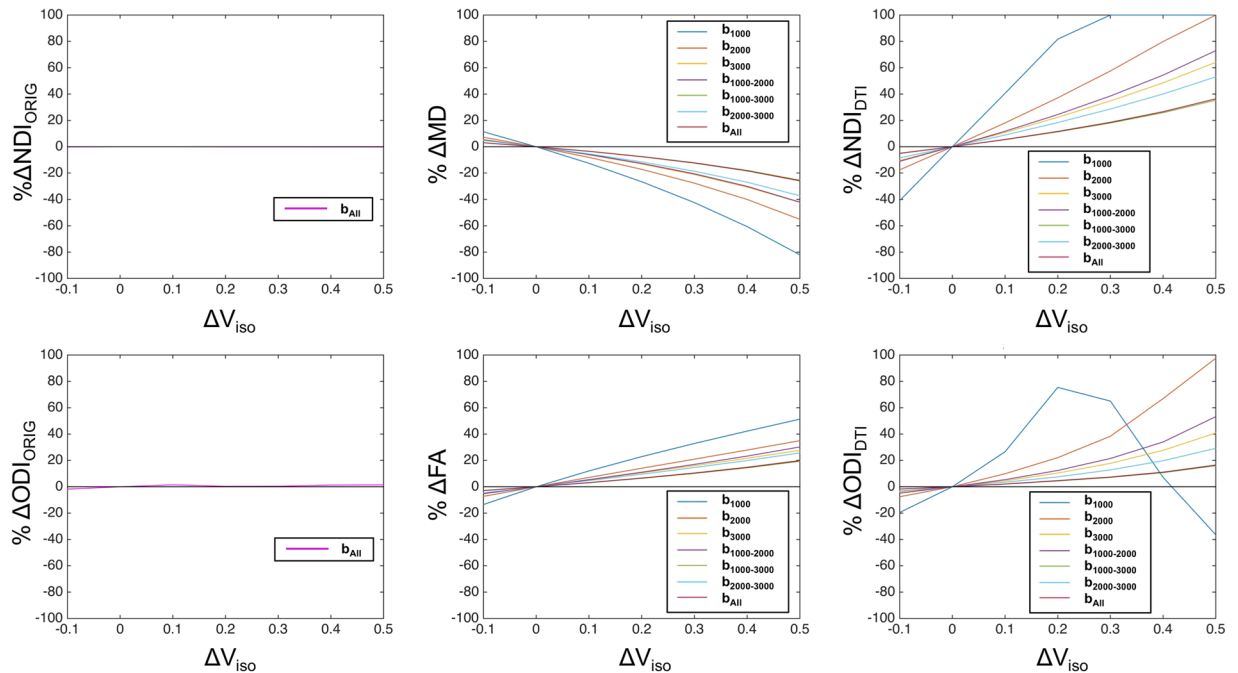 100
80
60
40
20
0
-20
-40
-60
-80
-100
%ΔNDI_ORIG
b_All
-0.1 0 0.1 0.2 0.3 0.4 0.5
ΔV_iso
100
80
60
40
20
0
-20
-40
-60
-80
-100
% ΔMD
b_1000
b_2000
b_3000
b_1000-2000
b_1000-3000
b_2000-3000
b_All
-0.1 0 0.1 0.2 0.3 0.4 0.5
ΔV_iso
100
80
60
40
20
0
-20
-40
-60
-80
-100
% ΔNDI_DTI
b_1000
b_2000
b_3000
b_1000-2000
b_1000-3000
b_2000-3000
b_All
-0.1 0 0.1 0.2 0.3 0.4 0.5
ΔV_iso
100
80
60
40
20
0
-20
-40
-60
-80
-100
% ΔODI_ORIG
b_All
-0.1 0 0.1 0.2 0.3 0.4 0.5
ΔV_iso
100
80
60
40
20
0
-20
-40
-60
-80
-100
% ΔFA
b_1000
b_2000
b_3000
b_1000-2000
b_1000-3000
b_2000-3000
b_All
-0.1 0 0.1 0.2 0.3 0.4 0.5
ΔV_iso
100
80
60
40
20
0
-20
-40
-60
-80
-100
% ΔODI_DTI
b_1000
b_2000
b_3000
b_1000-2000
b_1000-3000
b_2000-3000
b_All
-0.1 0 0.1 0.2 0.3 0.4 0.5
ΔV_iso